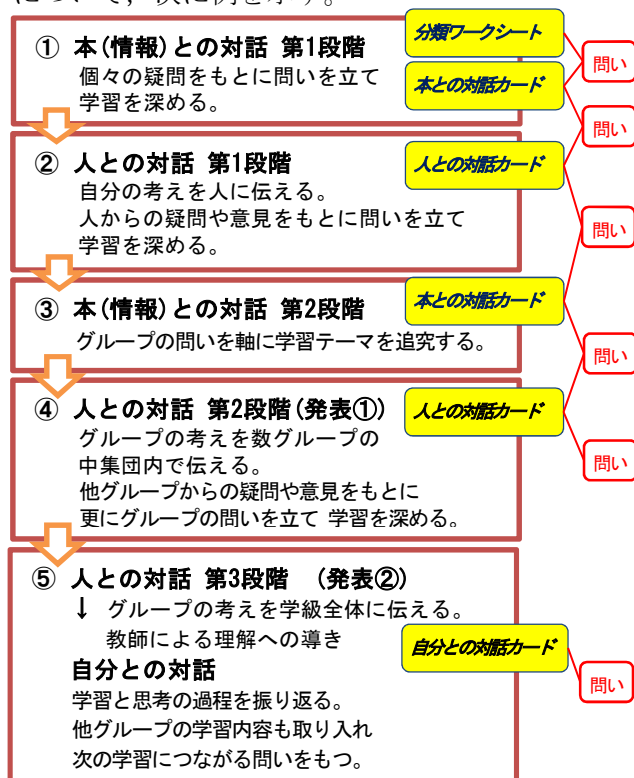 について，次に例を示す。
① 本(情報)との対話 第1段階
分類ワークシート
個々の疑問をもとに問いを立て
学習を深める。
本との対話カード
問い
問い
② 人との対話 第1段階
人との対話カード
自分の考えを人に伝える。
人からの疑問や意見をもとに問いを立て
学習を深める。
問い
③ 本(情報)との対話 第2段階
本との対話カード
グループの問いを軸に学習テーマを追究する。
問い
④ 人との対話 第2段階(発表①)
人との対話カード
グループの考えを数グループの
中集団内で伝える。
他グループからの疑問や意見をもとに
更にグループの問いを立て 学習を深める。
問い
⑤ 人との対話 第3段階 (発表②)
↓ グループの考えを学級全体に伝える。
教師による理解への導き
自分との対話カード
自分との対話
学習と思考の過程を振り返る。
他グループの学習内容も取り入れ
次の学習につながる問いをもつ。
問い